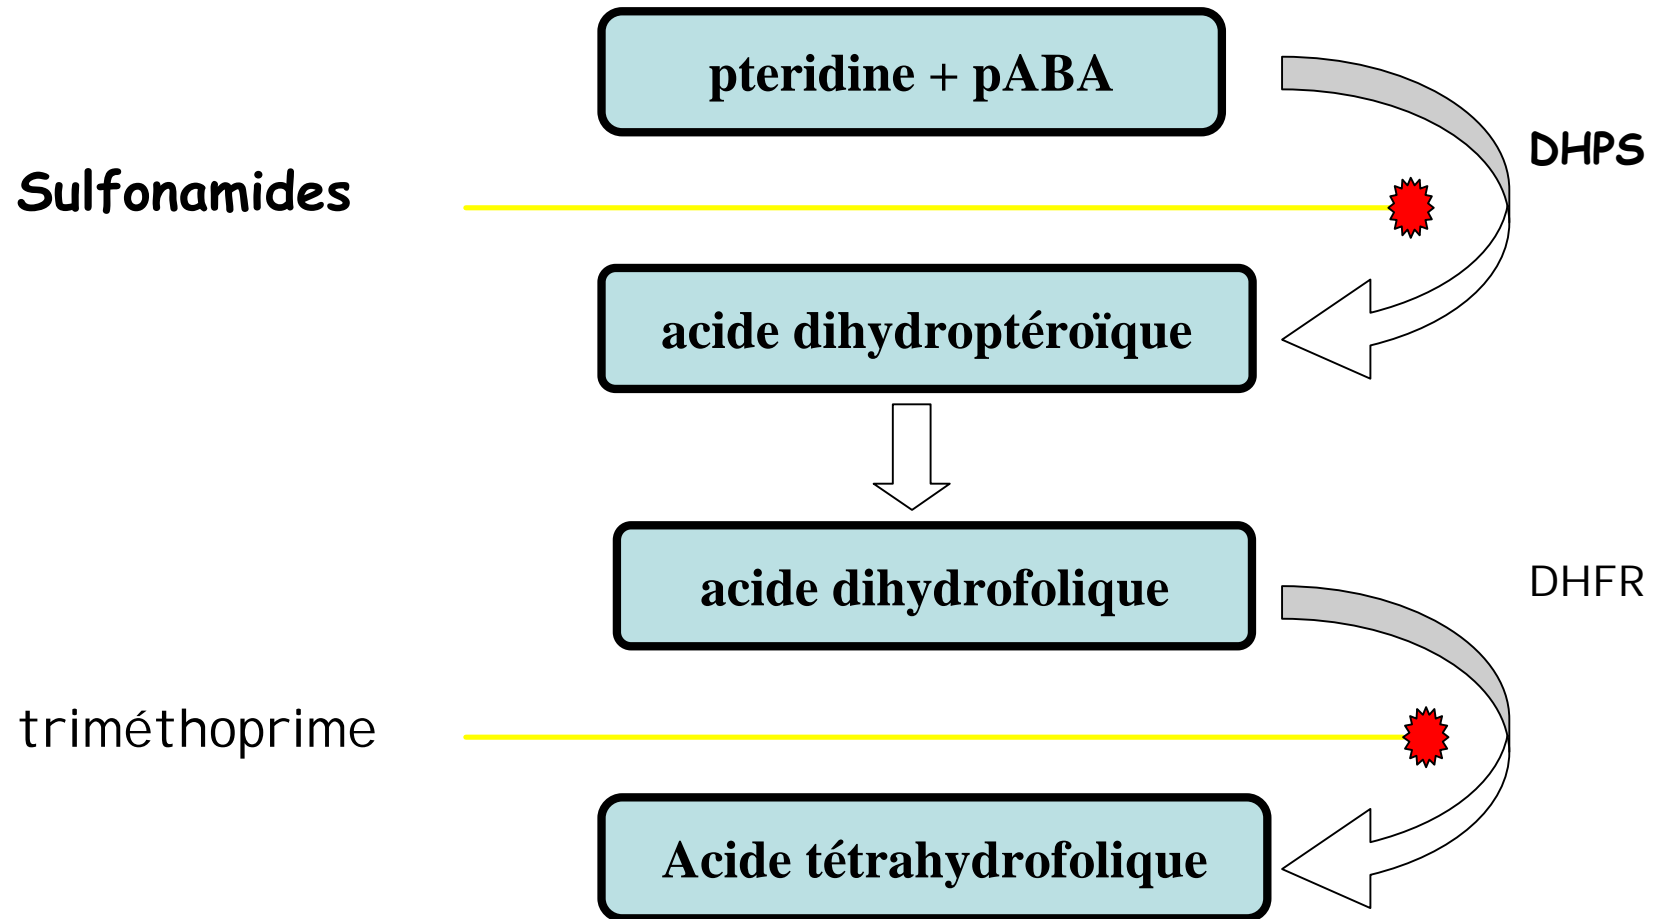 pteridine + pABA
DHPS
Sulfonamides
acide dihydroptéroïque
acide dihydrofolique
DHFR
triméthoprime
Acide tétrahydrofolique